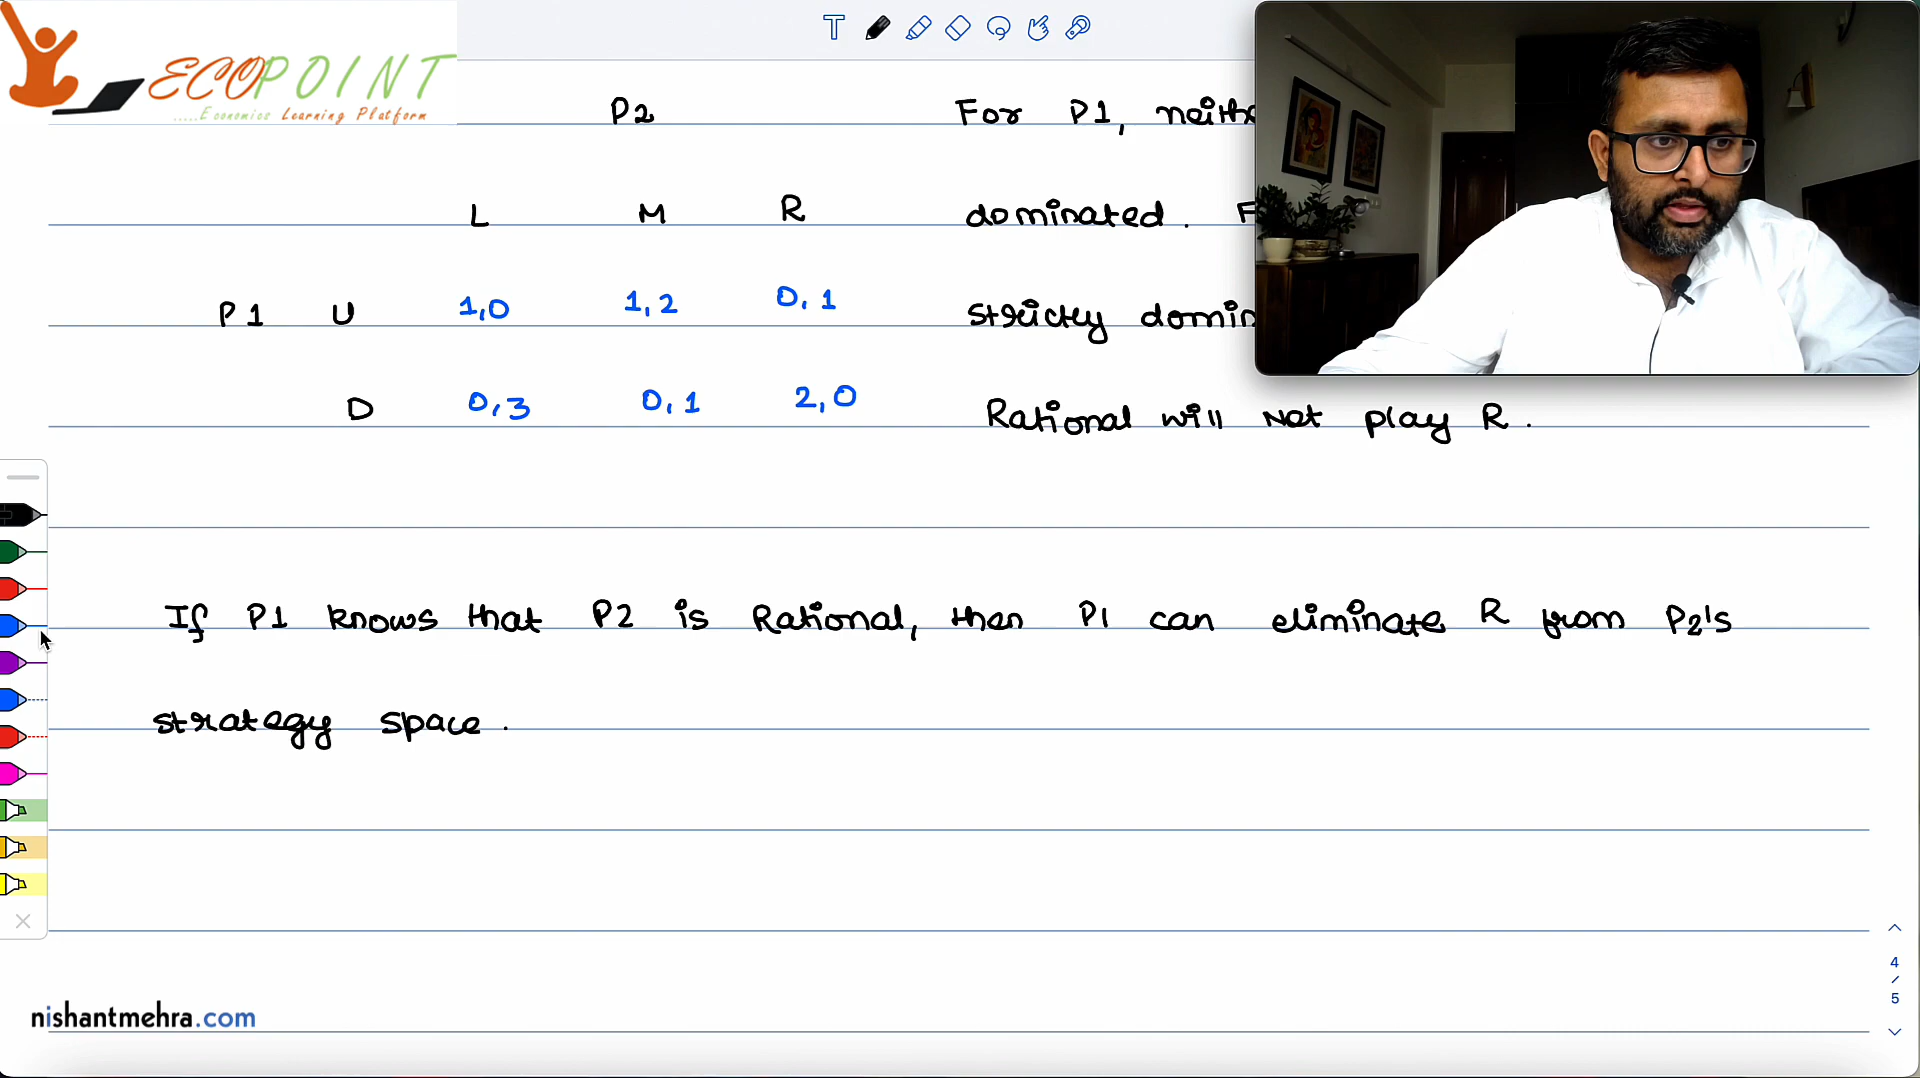 ECOPOINT
.....Economics Learning Platform
P2
L M R
P1 U 1,0 1,2 0,1
D 0,3 0,1 2,0
For P1,
dominated.
strictly
Rational will Not play R.
If P1 knows that P2 is Rational, then P1 can eliminate R from P2's
strategy space.
4
/
5
nishantmehra.com